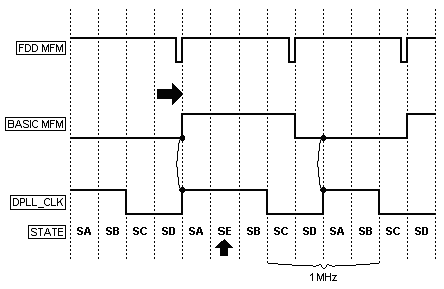 FDD MFM
BASIC MFM
DPLL_CLK
STATE SA SB SC SD SA SE SB SC SD SA SB SC SD
1MHz